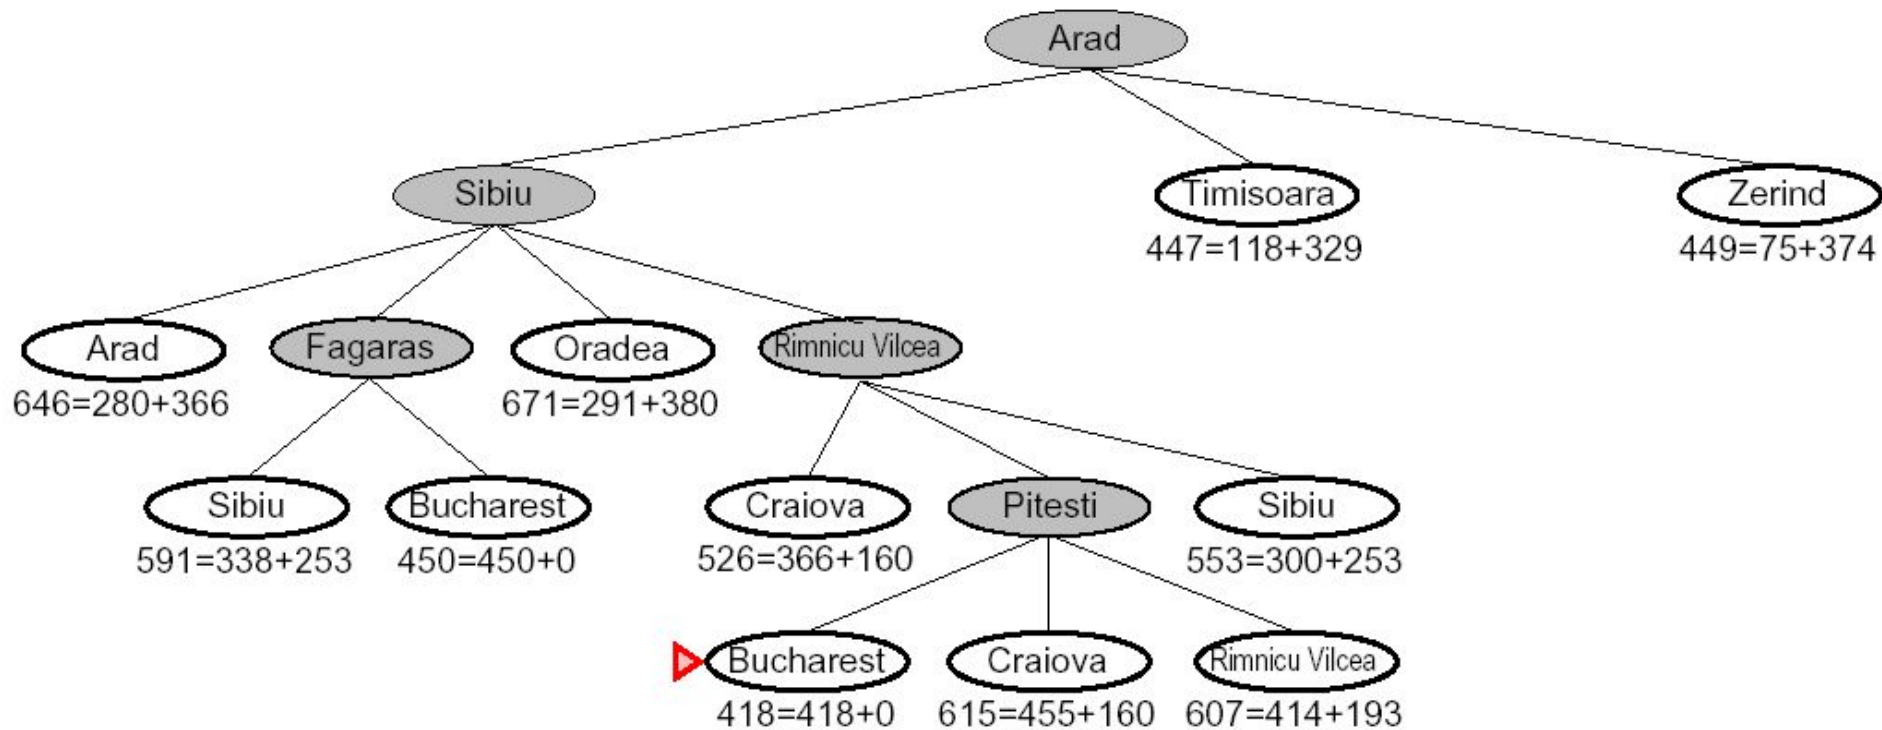 Arad
Sibiu
Timisoara
Zerind
447=118+329
449=75+374
Arad
Fagaras
Oradea
Rimnicu Vilcea
646=280+366
671=291+380
Sibiu
Bucharest
Craiova
Pitesti
Sibiu
591=338+253
450=450+0
526=366+160
553=300+253
Bucharest
Craiova
Rimnicu Vilcea
418=418+0
615=455+160
607=414+193